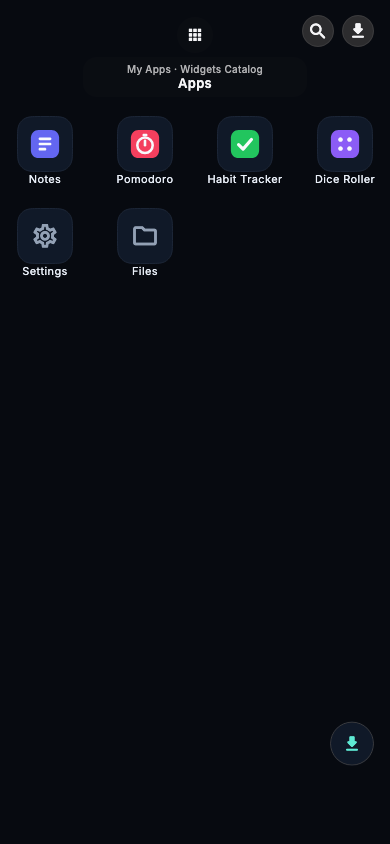 My Apps · Widgets Catalog
Apps
Notes
Pomodoro
Habit Tracker
Dice Roller
Settings
Files